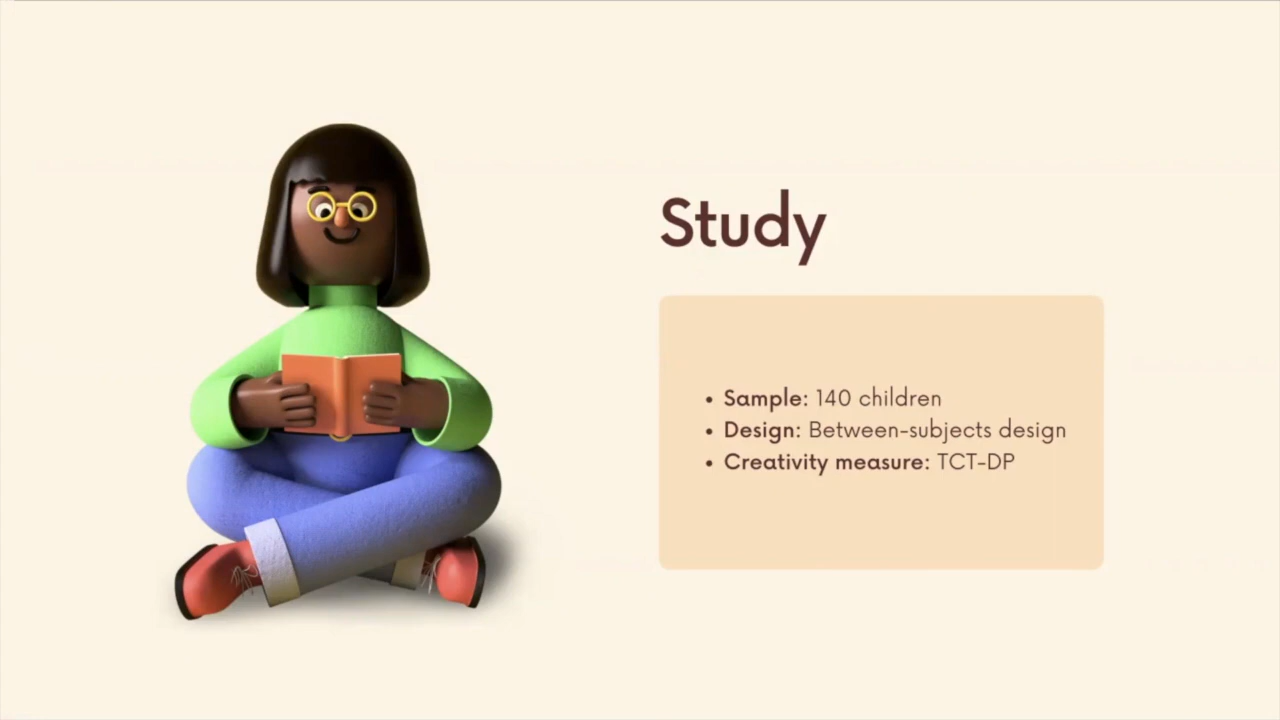 Study
• Sample: 140 children
• Design: Between-subjects design
• Creativity measure: TCT-DP